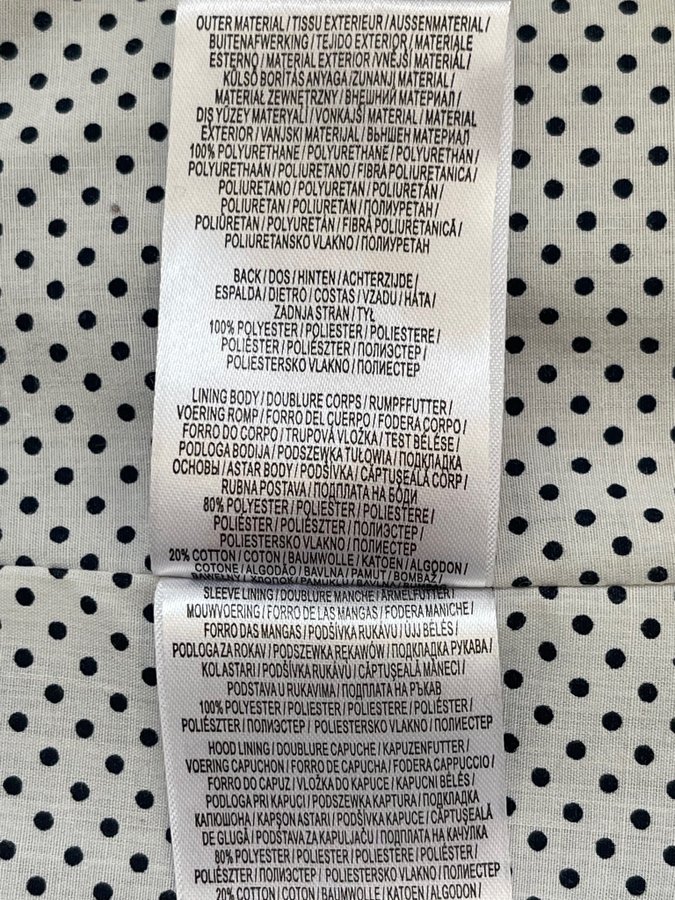 OUTER MATERIAL / TISSU EXTERIEUR / AUSSENMATERIAL /
BUITENAFWERKING / TEJIDO EXTERIOR / MATERIALE
ESTERNO / MATERIAL EXTERIOR /VNĚJŠÍ MATERIÁL /
KÜLSŐ BORÍTÁS ANYAGA / ZUNANJI MATERIAL /
MATERIAŁ ZEWNĘTRZNY / ВНЕШНИЙ МАТЕРИАЛ /
DIŞ YÜZEY MATERYALI / VONKAJŠÍ MATERIAL / MATERIAL
EXTERIOR / VANJSKI MATERIJAL / ВЬНШЕН МАТЕРИАЛ
100% POLYURETHANE / POLYURETHANE / POLYURETHAN /
POLYURETHAAN / POLIURETANO / FIBRA POLIURETANICA /
POLIURETANO / POLYURETAN / POLIURETÁN /
POLIURETAN / POLIURETAN / ПОЛИУРЕТАН /
POLIÜRETAN / POLYURETÁN / FIBRĂ POLIURETANICĂ /
POLIURETANSKO VLAKNO / ПОЛИУРЕТАН
BACK / DOS / HINTEN / ACHTERZIJDE /
ESPALDA / DIETRO / COSTAS / VZADU / HÁTA /
ZADNJA STRAN / TYŁ
100% POLYESTER / POLIESTER / POLIESTERE /
POLIÉSTER / POLIÉSZTER / ПОЛИЭСТЕР /
POLIESTERSKO VLAKNO / ПОЛИЕСТЕР
LINING BODY / DOUBLURE CORPS / RUMPFFUTTER /
VOERING ROMP / FORRO DEL CUERPO / FODERA CORPO /
FORRO DO CORPO / TRUPOVÁ VLOŽKA / TEST BÉLÉSE /
PODLOGA BODIJA / PODSZEWKA TUŁOWIA / ПОДКЛАДКА
ОСНОВЫ / ASTAR BODY / PODŠÍVKA / CĂPTUŞEALĂ CORP /
RUBNA POSTAVA / ПОДПЛАТА НА БОДИ
80% POLYESTER / POLIESTER / POLIESTERE /
POLIÉSTER / POLIÉSZTER / ПОЛИЭСТЕР /
POLIESTERSKO VLAKNO / ПОЛИЕСТЕР
20% COTTON / COTON / BAUMWOLLE / KATOEN / ALGODON /
COTONE / ALGODÃO / BAVLNA / PAMUT / BOMBAŽ /
BAWEŁNY / ХЛОПОК / PAMUKLU / BAVLNA / BUMBAC /
SLEEVE LINING / DOUBLURE MANCHE / ÄRMELFUTTER /
MOUWVOERING / FORRO DE LAS MANGAS / FODERA MANICHE /
FORRO DAS MANGAS / PODŠÍVKA RUKÁVU / UJJ BÉLÉS /
PODLOGA ZA ROKAV / PODSZEWKA RĘKAWÓW / ПОДКЛАДКА РУКАВА /
KOL ASTARI / PODŠÍVKA RUKÁVU / CĂPTUŞEALĂ MÂNECI /
PODSTAVA U RUKAVIMA / ПОДПЛАТА НА РЪКАВ
100% POLYESTER / POLIESTER / POLIESTERE / POLIÉSTER /
POLIÉSZTER / ПОЛИЭСТЕР / POLIESTERSKO VLAKNO / ПОЛИЕСТЕР
HOOD LINING / DOUBLURE CAPUCHE / KAPUZENFUTTER /
VOERING CAPUCHON / FORRO DE CAPUCHA / FODERA CAPPUCCIO /
FORRO DO CAPUZ / VLOŽKA DO KAPUCE / KAPUCNI BÉLÉS /
PODLOGA PRI KAPUCI / PODSZEWKA KAPTURA / ПОДКЛАДКА
КАПЮШОНА / KAPŞON ASTARI / PODŠÍVKA KAPUCE / CĂPTUŞEALĂ
DE GLUGĂ / PODSTAVA ZA KAPULJAČU / ПОДПЛАТА НА КАЧУЛКА
80% POLYESTER / POLIESTER / POLIESTERE / POLIÉSTER /
POLIÉSZTER / ПОЛИЭСТЕР / POLIESTERSKO VLAKNO / ПОЛИЕСТЕР
20% COTTON / COTON / BAUMWOLLE / KATOEN / ALGODON /